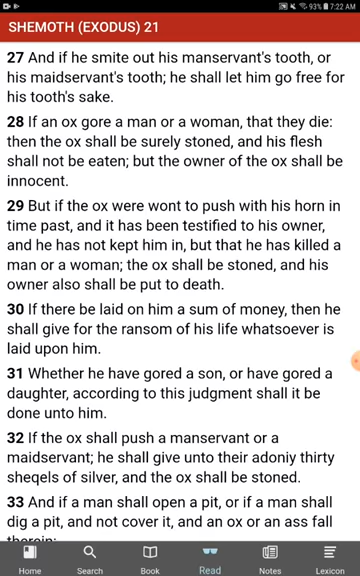 93% 7:22 AM
SHEMOTH (EXODUS) 21
27 And if he smite out his manservant's tooth, or
his maidservant's tooth; he shall let him go free for
his tooth's sake.
28 If an ox gore a man or a woman, that they die:
then the ox shall be surely stoned, and his flesh
shall not be eaten; but the owner of the ox shall be
innocent.
29 But if the ox were wont to push with his horn in
time past, and it has been testified to his owner,
and he has not kept him in, but that he has killed a
man or a woman; the ox shall be stoned, and his
owner also shall be put to death.
30 If there be laid on him a sum of money, then he
shall give for the ransom of his life whatsoever is
laid upon him.
31 Whether he have gored a son, or have gored a
daughter, according to this judgment shall it be
done unto him.
32 If the ox shall push a manservant or a
maidservant; he shall give unto their adoniy thirty
sheqels of silver, and the ox shall be stoned.
33 And if a man shall open a pit, or if a man shall
dig a pit, and not cover it, and an ox or an ass fall
therein;
Home Search Book Read Notes Lexicon